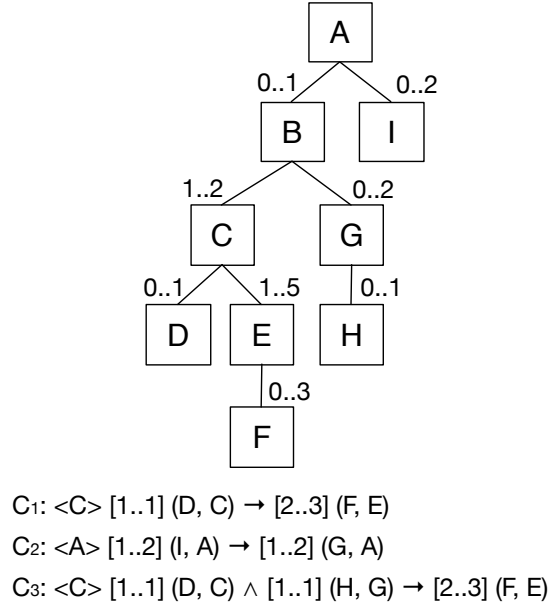 A
0..1
0..2
B
I
1..2
0..2
C
G
0..1
1..5
0..1
D
E
H
0..3
F
C1: <C> [1..1] (D, C) → [2..3] (F, E)
C2: <A> [1..2] (I, A) → [1..2] (G, A)
C3: <C> [1..1] (D, C) ∧ [1..1] (H, G) → [2..3] (F, E)